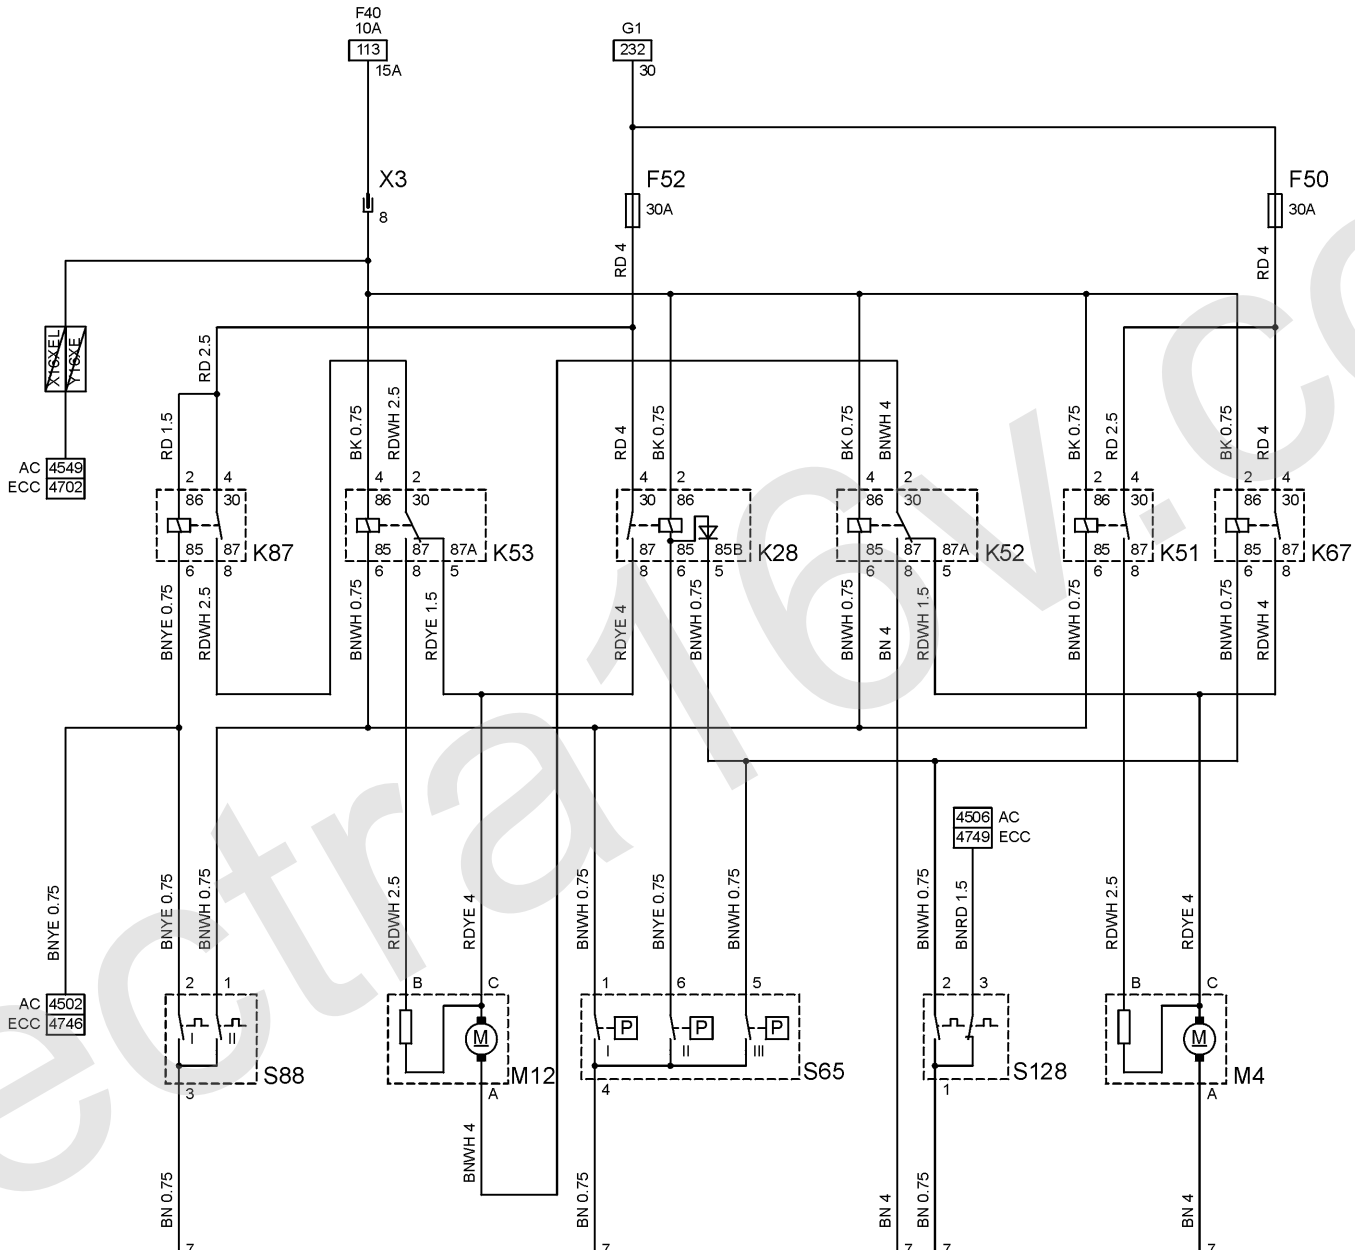 F40
10A
113
15A
G1
232
30
X3
8
F52
30A
F50
30A
RD 4
RD 4
X16XEL
Y16XE
RD 2.5
RD 1.5
BK 0.75
RDWH 2.5
RD 4
BK 0.75
BK 0.75
BNWH 4
BK 0.75
RD 2.5
BK 0.75
RD 4
AC 4549
ECC 4702
2 4
86 30
85 87
6 8
K87
4 2
86 30
85 87 87A
6 8 5
K53
4 2
30 86
87 85 85B
8 6 5
K28
4 2
86 30
85 87 87A
6 8 5
K52
2 4
86 30
85 87
6 8
K51
2 4
86 30
85 87
6 8
K67
BNYE 0.75
RDWH 2.5
BNWH 0.75
RDYE 1.5
RDYE 4
BNWH 0.75
BNWH 0.75
BN 4
RDWH 1.5
BNWH 0.75
BNWH 0.75
RDWH 4
4506 AC
4749 ECC
BNYE 0.75
BNYE 0.75
BNWH 0.75
RDWH 2.5
RDYE 4
BNWH 0.75
BNYE 0.75
BNWH 0.75
BNWH 0.75
BNRD 1.5
RDWH 2.5
RDYE 4
AC 4502
ECC 4746
2 1
I II
S88
3
B C
M
M12
A
1 6 5
P P P
I II III
S65
4
2 3
S128
1
B C
M
M4
A
BN 0.75
BNWH 4
BN 0.75
BN 4
BN 0.75
BN 4
7 7 7 7 7
ectra16v.co